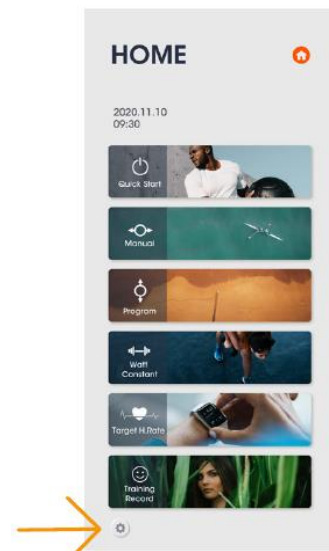 HOME
2020.11.10
09:30
Quick Start
Manual
Program
Watt
Constant
Target H.Rate
Training
Record